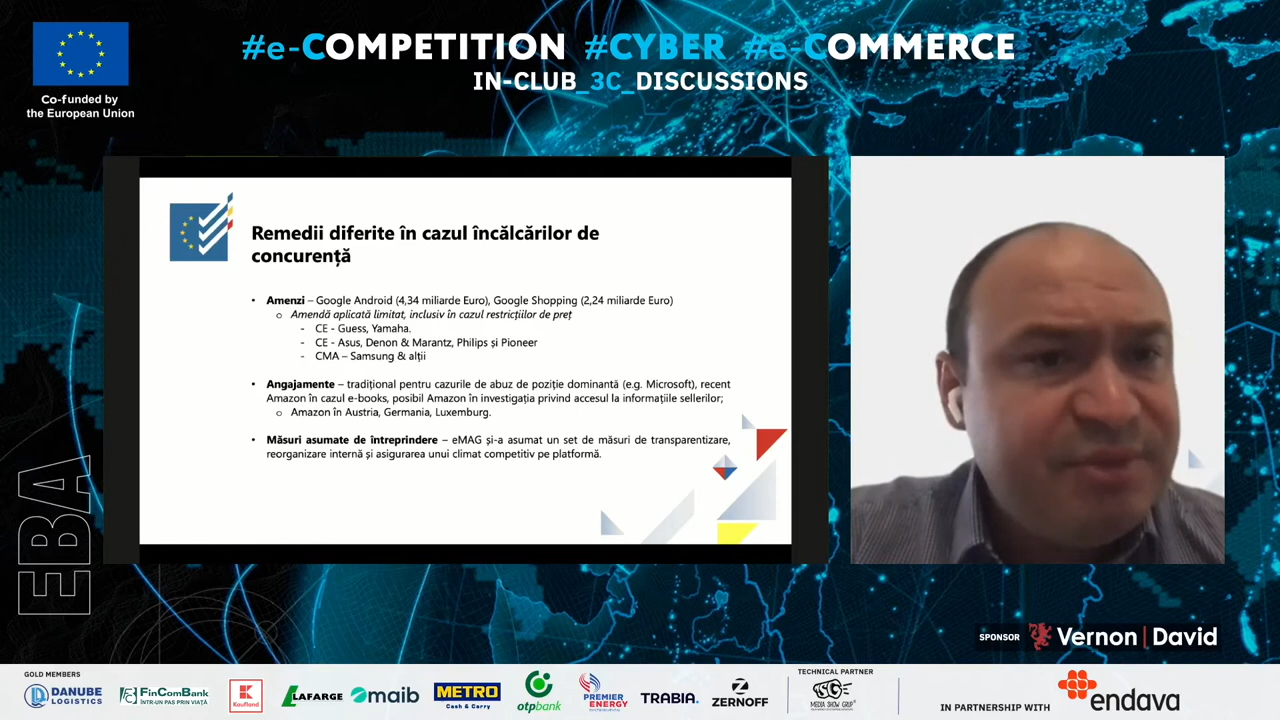 #e-COMPETITION #CYBER #e-COMMERCE
IN-CLUB_3C_DISCUSSIONS
Co-funded by
the European Union
Remedii diferite în cazul încălcărilor de
concurență
• Amenzi – Google Android (4,34 miliarde Euro), Google Shopping (2,24 miliarde Euro)
o Amendă aplicată limitat, inclusiv în cazul restricțiilor de preț
- CE - Guess, Yamaha.
- CE - Asus, Denon & Marantz, Philips și Pioneer
- CMA – Samsung & alții
• Angajamente – tradițional pentru cazurile de abuz de poziție dominantă (e.g. Microsoft), recent
Amazon în cazul e-books, posibil Amazon în investigația privind accesul la informațiile sellerilor;
o Amazon în Austria, Germania, Luxemburg.
• Măsuri asumate de întreprindere – eMAG și-a asumat un set de măsuri de transparentizare,
reorganizare internă și asigurarea unui climat competitiv pe platformă.
EBA
SPONSOR Vernon | David
GOLD MEMBERS
DANUBE
LOGISTICS
FinComBank
ÎNTR-UN PAS PRIN VIAȚĂ
Kaufland
LAFARGE
maib
METRO
Cash & Carry
otpbank
PREMIER
ENERGY
TRABIA
ZERNOFF
TECHNICAL PARTNER
MEDIA SHOW GRUP
IN PARTNERSHIP WITH endava